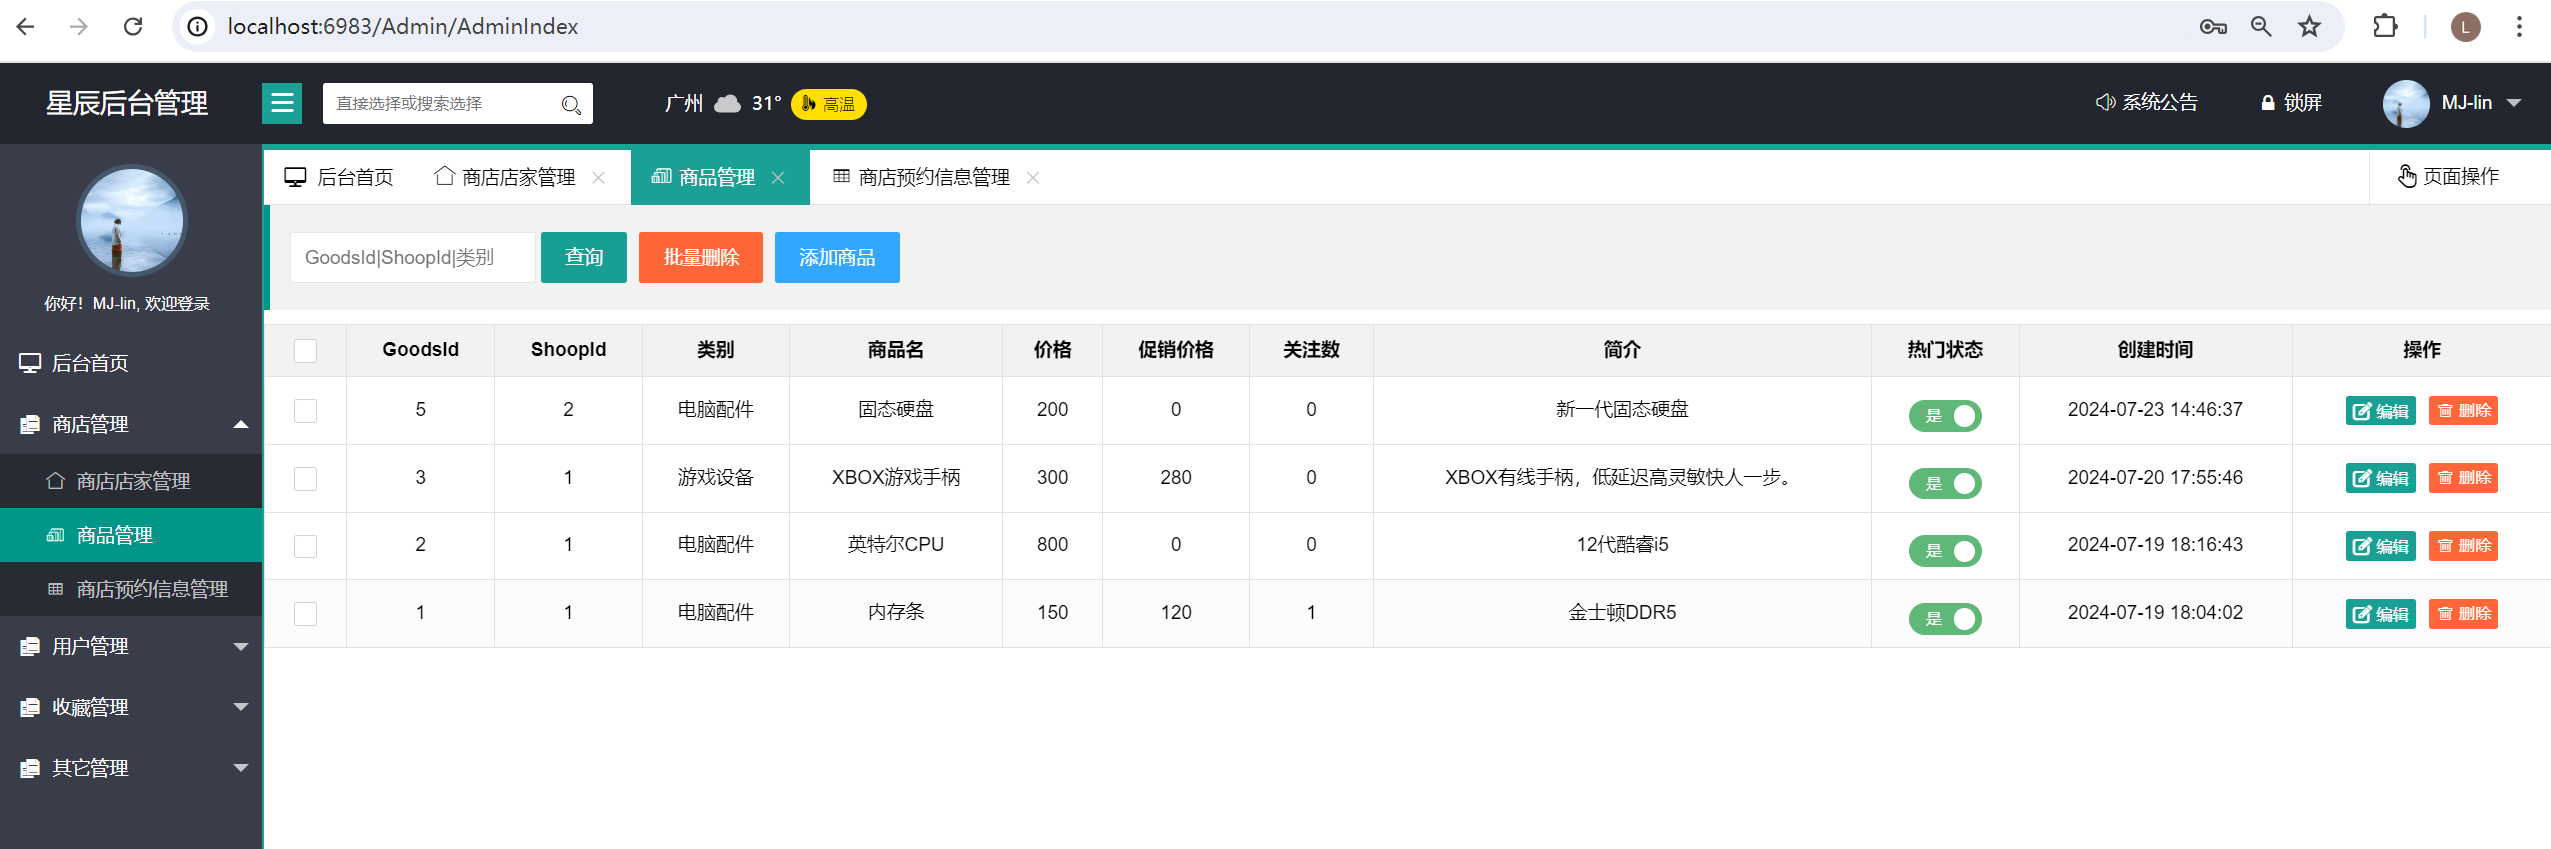 localhost:6983/Admin/AdminIndex
L
星辰后台管理
直接选择或搜索选择
广州 31° 高温
系统公告
锁屏
MJ-lin
你好！MJ-lin, 欢迎登录
后台首页
商店管理
商店店家管理
商品管理
商店预约信息管理
用户管理
收藏管理
其它管理
后台首页 商店店家管理 商品管理 商店预约信息管理 页面操作
GoodsId|ShoopId|类别 查询 批量删除 添加商品
GoodsId ShoopId 类别 商品名 价格 促销价格 关注数 简介 热门状态 创建时间 操作
5 2 电脑配件 固态硬盘 200 0 0 新一代固态硬盘 是 2024-07-23 14:46:37 编辑 删除
3 1 游戏设备 XBOX游戏手柄 300 280 0 XBOX有线手柄，低延迟高灵敏快人一步。 是 2024-07-20 17:55:46 编辑 删除
2 1 电脑配件 英特尔CPU 800 0 0 12代酷睿i5 是 2024-07-19 18:16:43 编辑 删除
1 1 电脑配件 内存条 150 120 1 金士顿DDR5 是 2024-07-19 18:04:02 编辑 删除